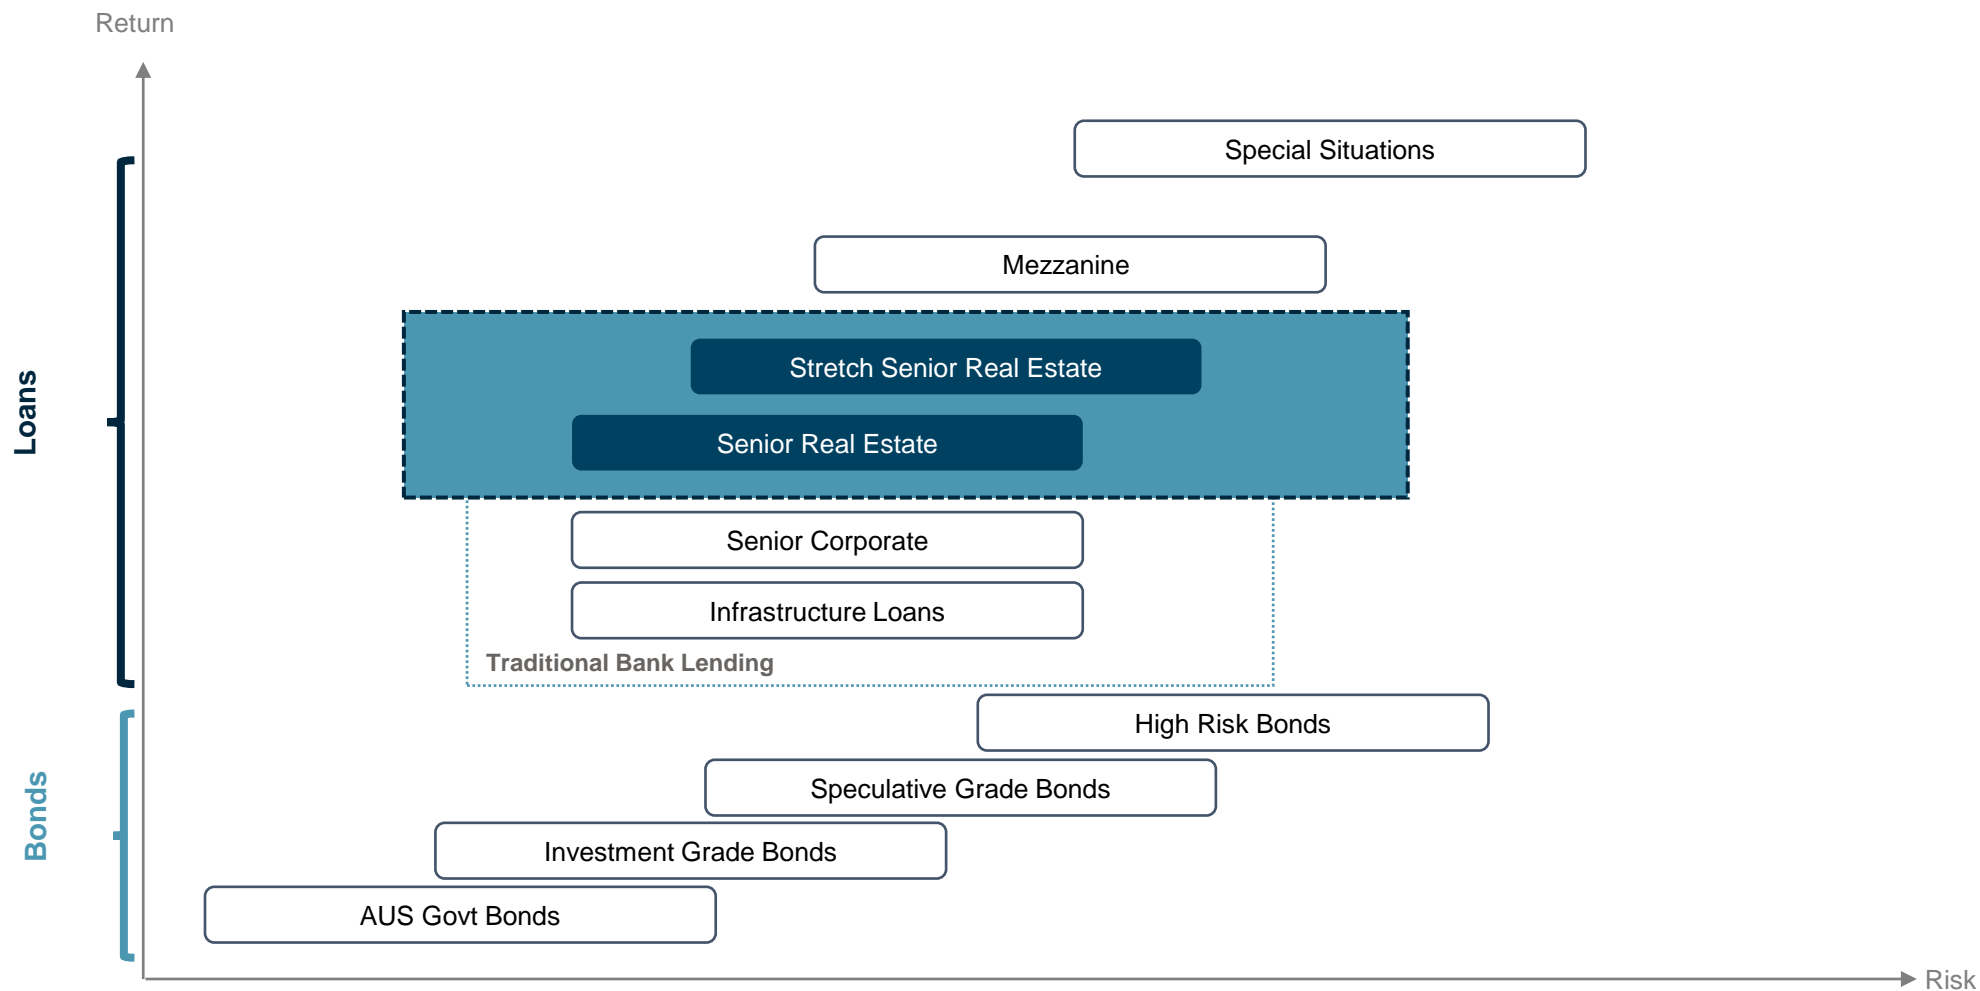 Return
Special Situations
Mezzanine
Stretch Senior Real Estate
Loans
Senior Real Estate
Senior Corporate
Infrastructure Loans
Traditional Bank Lending
High Risk Bonds
Speculative Grade Bonds
Bonds
Investment Grade Bonds
AUS Govt Bonds
Risk